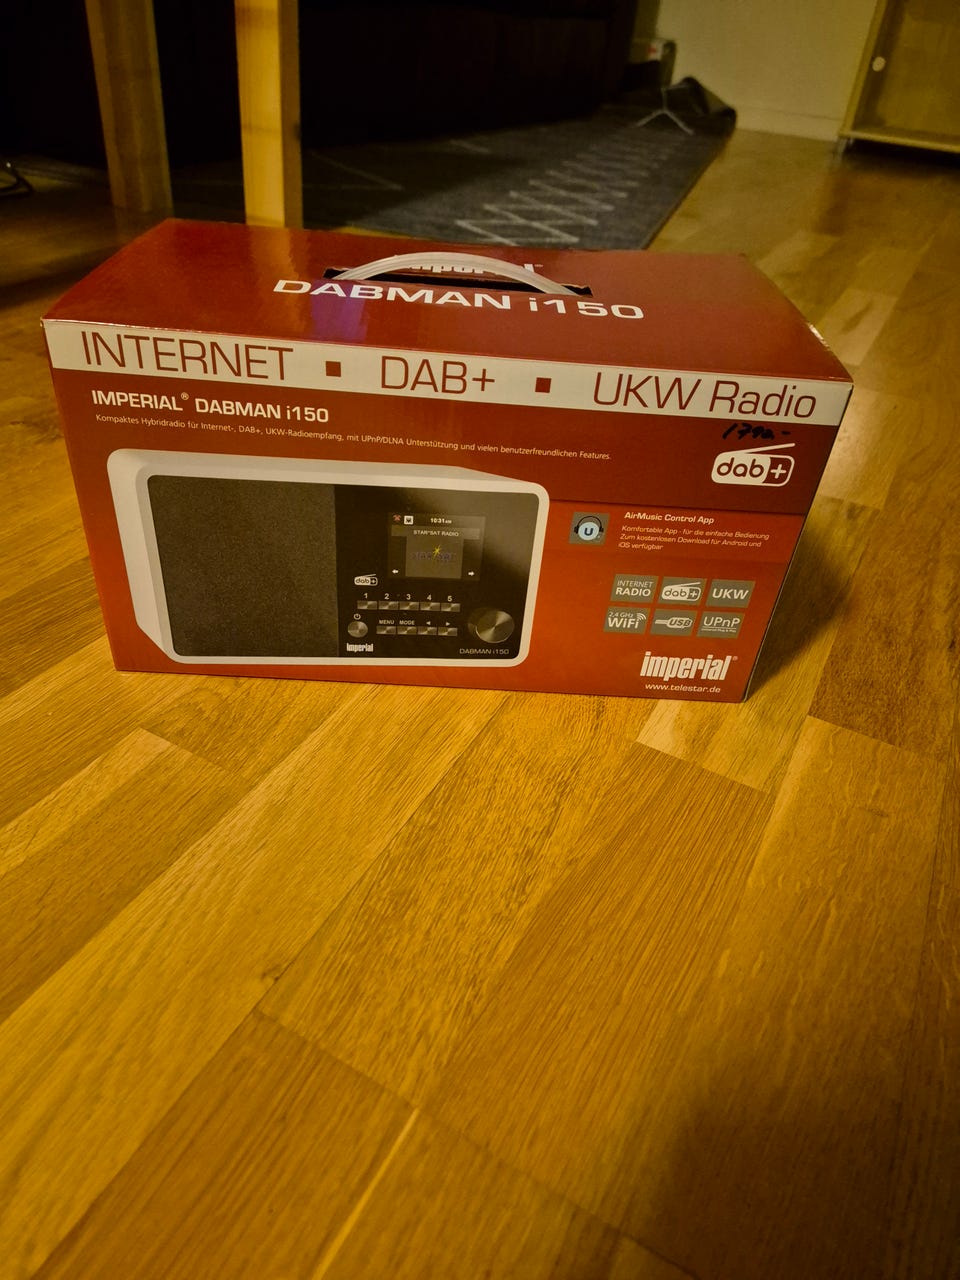 DABMAN i150
INTERNET ▪ DAB+ ▪ UKW Radio
IMPERIAL® DABMAN i150
Kompaktes Hybridradio für Internet-, DAB+, UKW-Radioempfang, mit UPnP/DLNA Unterstützung und vielen benutzerfreundlichen Features.
dab+
AirMusic Control App
Komfortable App - für die einfache Bedienung
Zum kostenlosen Download für Android und
iOS verfügbar
10:31 AM
STAR*SAT RADIO
dab+
1 2 3 4 5
MENU MODE
imperial
DABMAN i150
INTERNET RADIO
dab+
UKW
2,4 GHz WiFi
USB
UPnP
imperial®
www.telestar.de